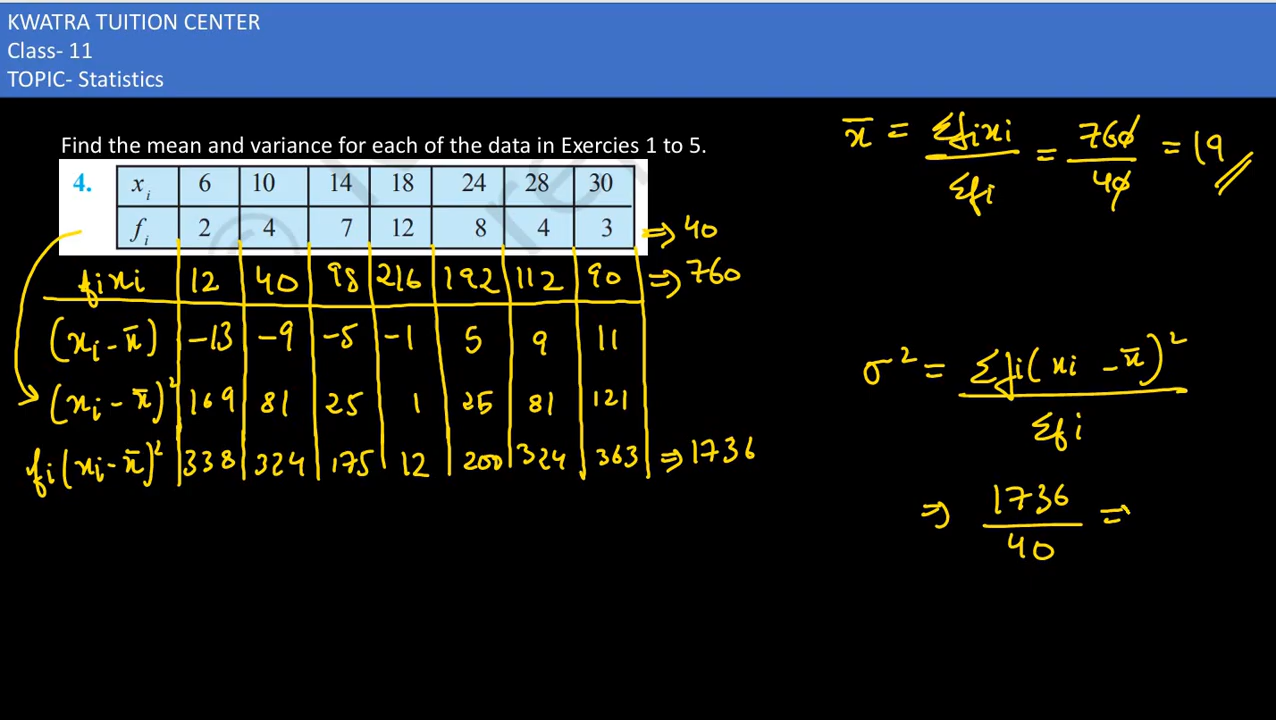 KWATRA TUITION CENTER
Class- 11
TOPIC- Statistics
Find the mean and variance for each of the data in Exercies 1 to 5.
4. xᵢ 6 10 14 18 24 28 30
fᵢ 2 4 7 12 8 4 3 ⇒ 40
fᵢxᵢ 12 40 98 216 192 112 90 ⇒ 760
(xᵢ - x̄) -13 -9 -5 -1 5 9 11
(xᵢ - x̄)² 169 81 25 1 25 81 121
fᵢ(xᵢ - x̄)² 338 324 175 12 200 324 363 ⇒ 1736
x̄ = Σfᵢxᵢ / Σfᵢ = 760 / 40 = 19
σ² = Σfᵢ(xᵢ - x̄)² / Σfᵢ
⇒ 1736 / 40 =